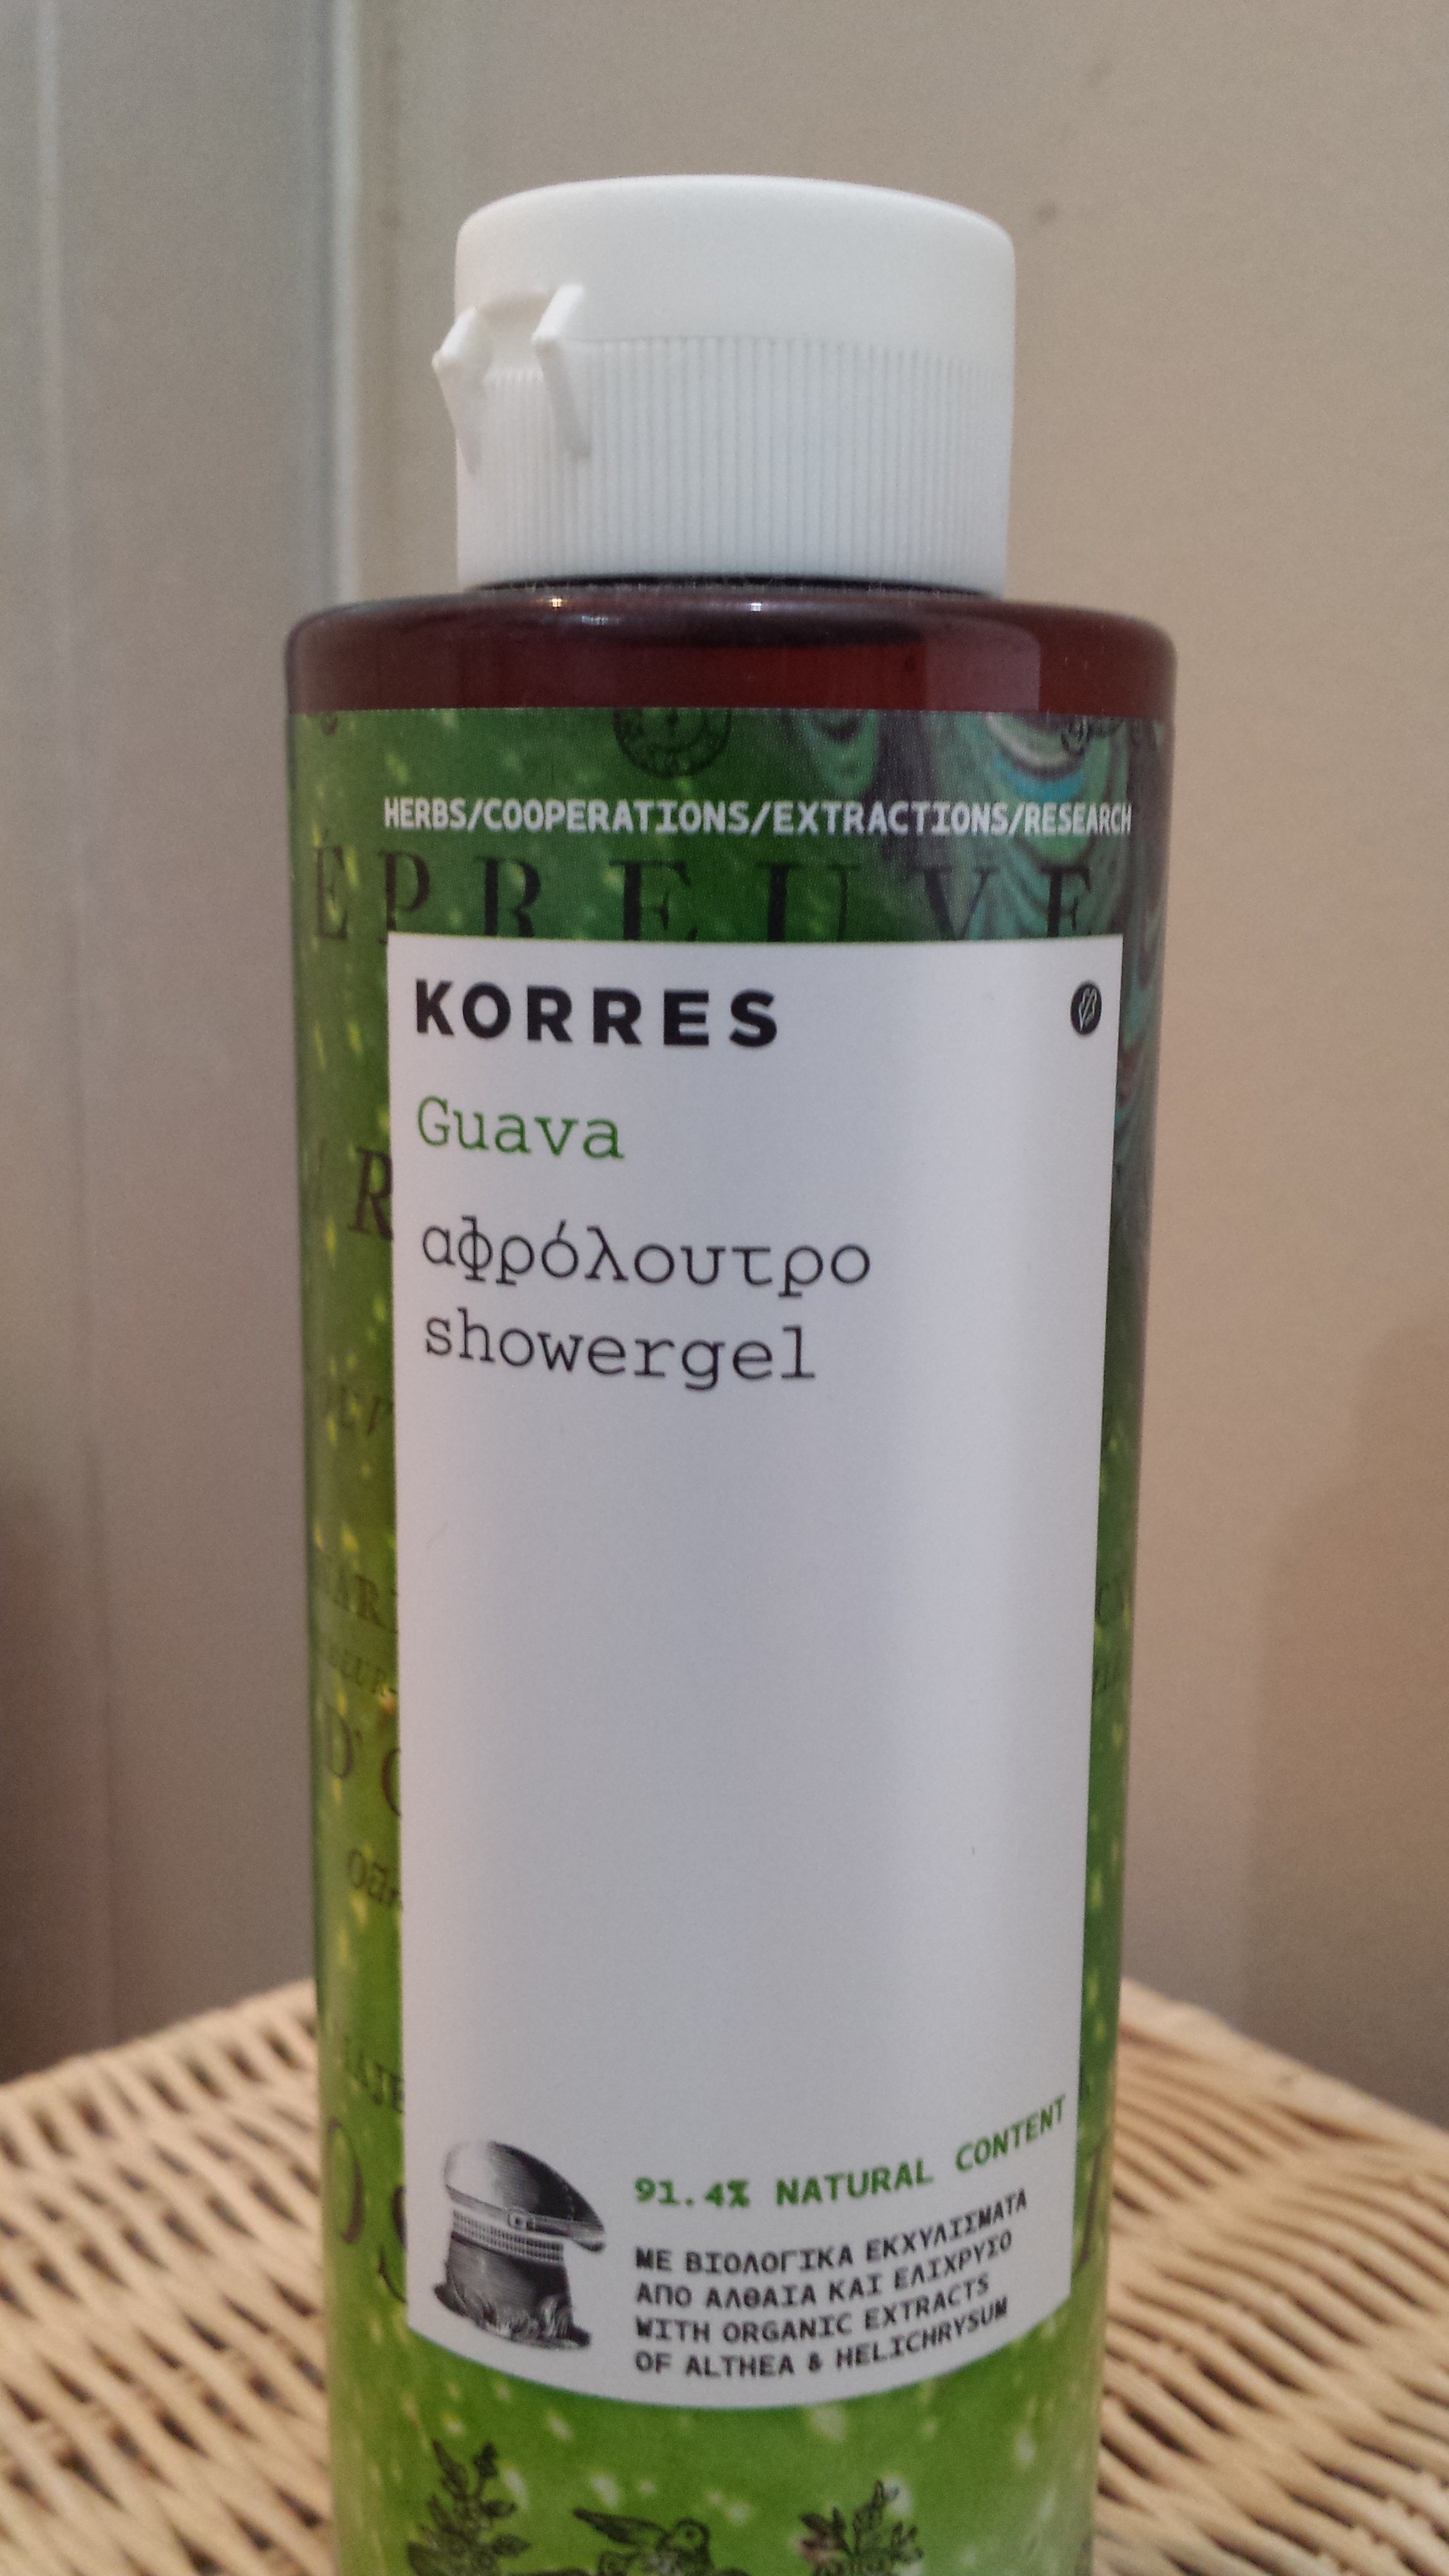 HERBS/COOPERATIONS/EXTRACTIONS/RESEARCH
ÉPREUVE
KORRES
Guava
αφρόλουτρο
showergel
91.4% NATURAL CONTENT
ΜΕ ΒΙΟΛΟΓΙΚΑ ΕΚΧΥΛΙΣΜΑΤΑ
ΑΠΟ ΑΛΘΑΙΑ ΚΑΙ ΕΛΙΧΡΥΣΟ
WITH ORGANIC EXTRACTS
OF ALTHEA & HELICHRYSUM